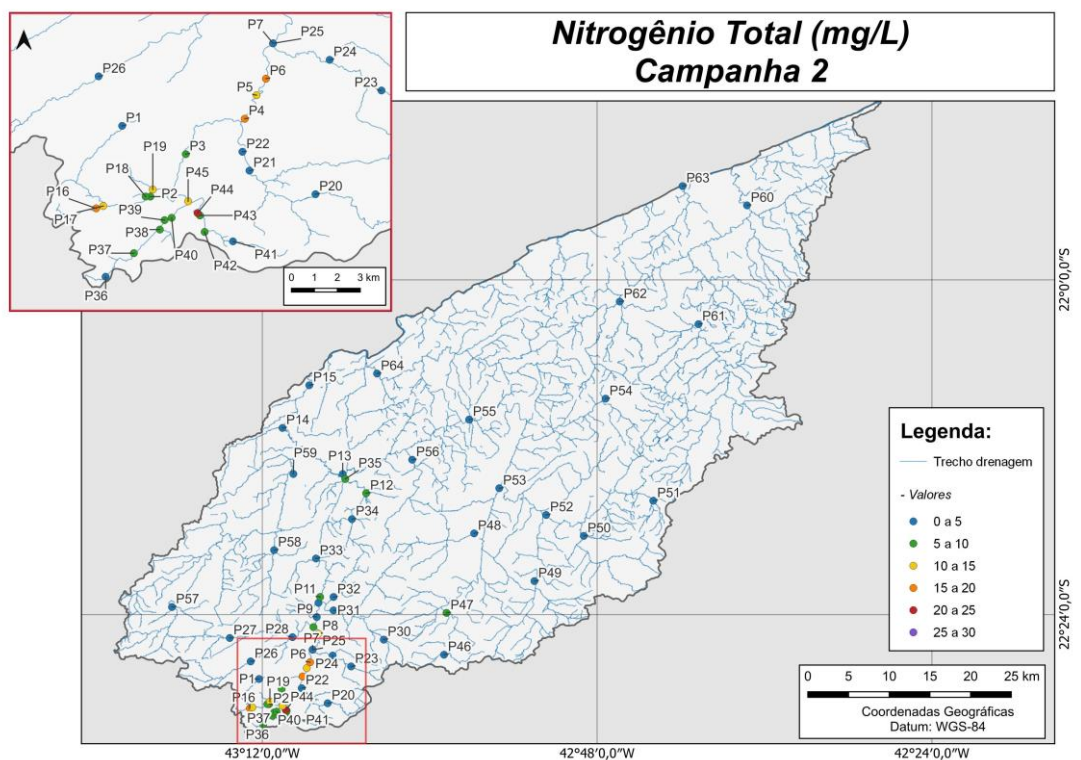 Nitrogênio Total (mg/L)
Campanha 2
P7
P25
P24
P26
P6
P23
P5
P4
P1
P3
P22
P19
P21
P18
P45
P44
P20
P16
P2
P17
P39
P43
P38
P41
P37
P40
P42
P36
0 1 2 3 km
P63
P60
22°0'0,0"S
P62
P61
P64
P15
P54
P55
P14
P59
P13
P35
P56
P12
P53
P51
P34
P52
P48
P50
P58
P33
P49
P11
P32
P57
P9
P31
P47
P8
P27
P28
P7
P25
P30
P46
P26
P6
P24
P23
P1
P22
P19
P16
P2
P44
P20
P37
P40
P41
P36
22°24'0,0"S
Legenda:
Trecho drenagem
- Valores
0 a 5
5 a 10
10 a 15
15 a 20
20 a 25
25 a 30
0 5 10 15 20 25 km
Coordenadas Geográficas
Datum: WGS-84
43°12'0,0"W
42°48'0,0"W
42°24'0,0"W